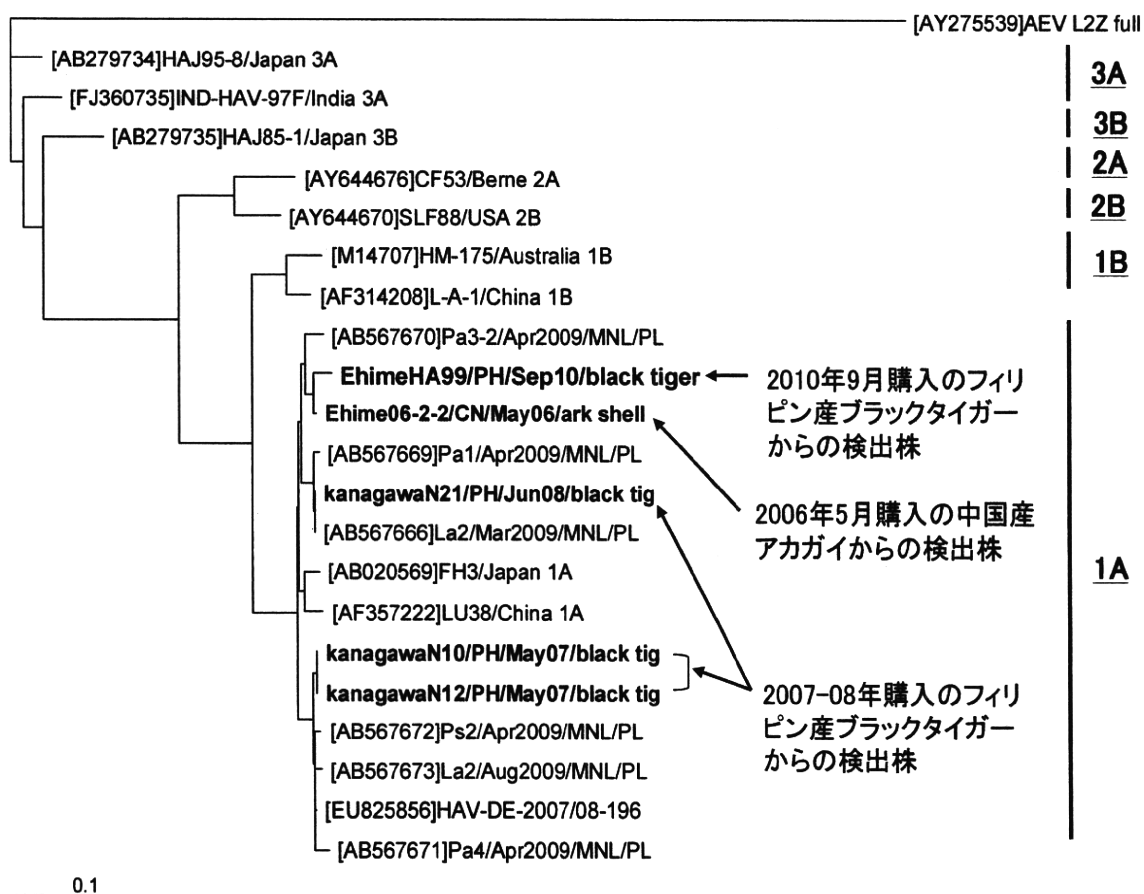 [AY275539]AEV L2Z full
[AB279734]HAJ95-8/Japan 3A
3A
[FJ360735]IND-HAV-97F/India 3A
[AB279735]HAJ85-1/Japan 3B
3B
[AY644676]CF53/Berne 2A
2A
[AY644670]SLF88/USA 2B
2B
[M14707]HM-175/Australia 1B
1B
[AF314208]L-A-1/China 1B
[AB567670]Pa3-2/Apr2009/MNL/PL
EhimeHA99/PH/Sep10/black tiger
Ehime06-2-2/CN/May06/ark shell
2010年9月購入のフィリ
ピン産ブラックタイガー
からの検出株
[AB567669]Pa1/Apr2009/MNL/PL
kanagawaN21/PH/Jun08/black tig
[AB567666]La2/Mar2009/MNL/PL
2006年5月購入の中国産
アカガイからの検出株
[AB020569]FH3/Japan 1A
1A
[AF357222]LU38/China 1A
kanagawaN10/PH/May07/black tig
kanagawaN12/PH/May07/black tig
2007-08年購入のフィリ
ピン産ブラックタイガー
からの検出株
[AB567672]Ps2/Apr2009/MNL/PL
[AB567673]La2/Aug2009/MNL/PL
[EU825856]HAV-DE-2007/08-196
[AB567671]Pa4/Apr2009/MNL/PL
0.1